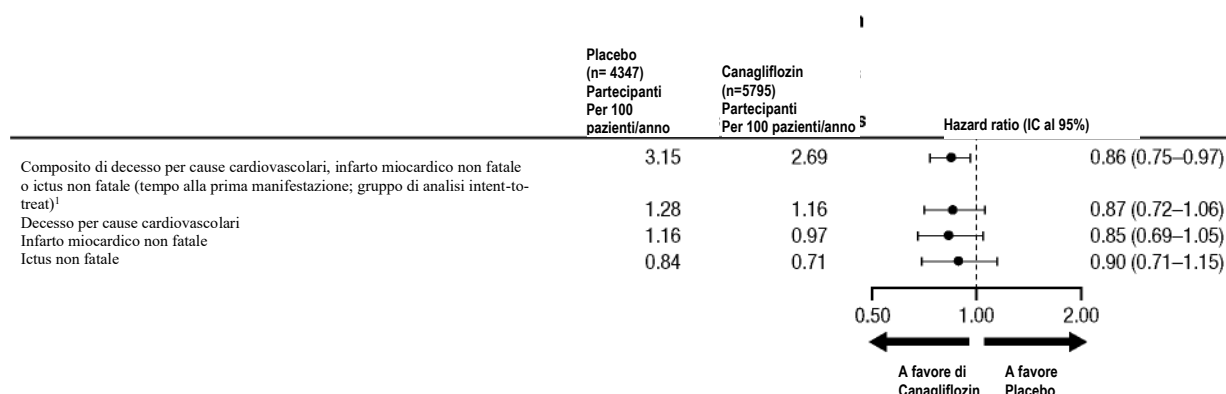 Placebo
(n= 4347)
Partecipanti
Per 100
pazienti/anno
Canagliflozin
(n=5795)
Partecipanti
Per 100 pazienti/anno
Hazard ratio (IC al 95%)
Composito di decesso per cause cardiovascolari, infarto miocardico non fatale
o ictus non fatale (tempo alla prima manifestazione; gruppo di analisi intent-to-
treat)¹
3.15 2.69 0.86 (0.75–0.97)
Decesso per cause cardiovascolari 1.28 1.16 0.87 (0.72–1.06)
Infarto miocardico non fatale 1.16 0.97 0.85 (0.69–1.05)
Ictus non fatale 0.84 0.71 0.90 (0.71–1.15)
0.50 1.00 2.00
A favore di
Canagliflozin
A favore
Placebo